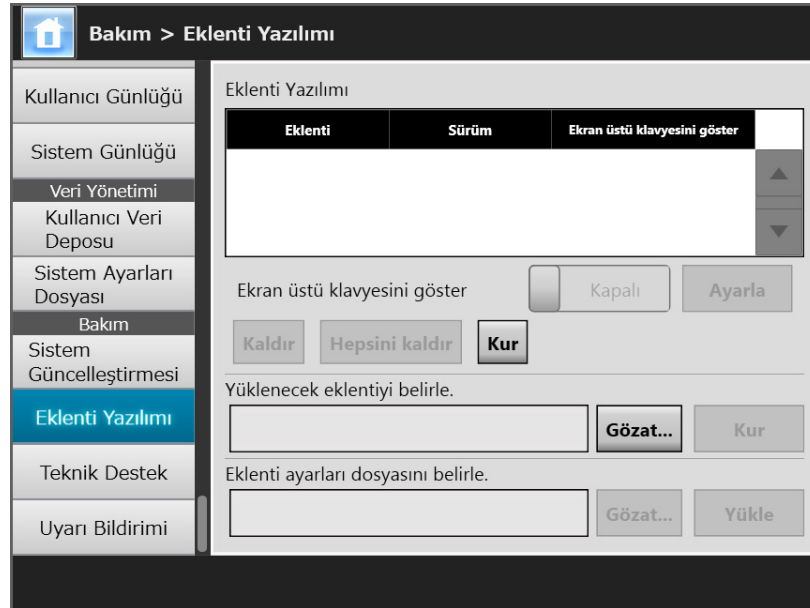 Bakım > Eklenti Yazılımı
Kullanıcı Günlüğü
Sistem Günlüğü
Veri Yönetimi
Kullanıcı Veri
Deposu
Sistem Ayarları
Dosyası
Bakım
Sistem
Güncelleştirmesi
Eklenti Yazılımı
Teknik Destek
Uyarı Bildirimi
Eklenti Yazılımı
Eklenti Sürüm Ekran üstü klavyesini göster
Ekran üstü klavyesini göster Kapalı Ayarla
Kaldır Hepsini kaldır Kur
Yüklenecek eklentiyi belirle.
Gözat... Kur
Eklenti ayarları dosyasını belirle.
Gözat... Yükle